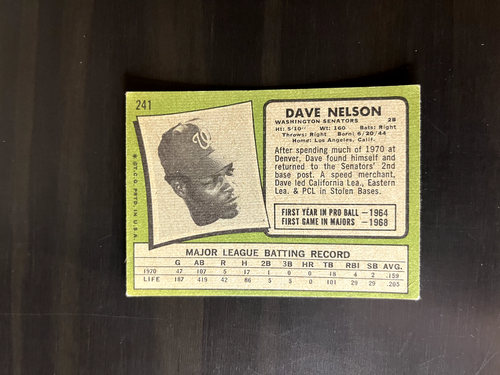 241
W
© T.C.G. PRTD. IN U.S.A.
DAVE NELSON
WASHINGTON SENATORS 2B
Ht: 5'10" Wt: 160 Bats: Right
Throws: Right Born: 6/20/44
Home: Los Angeles, Calif.
After spending much of 1970 at
Denver, Dave found himself and
returned to the Senators' 2nd
base post. A speed merchant,
Dave led California Lea., Eastern
Lea. & PCL in Stolen Bases.
FIRST YEAR IN PRO BALL —1964
FIRST GAME IN MAJORS —1968
MAJOR LEAGUE BATTING RECORD
G AB R H 2B 3B HR TB RBI SB AVG.
1970 47 107 5 17 1 0 0 18 4 2 .159
LIFE 187 419 42 86 5 5 0 101 29 29 .205